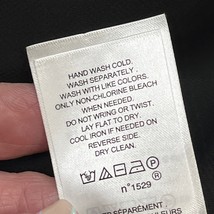 HAND WASH COLD.
WASH SEPARATELY.
WASH WITH LIKE COLORS.
ONLY NON-CHLORINE BLEACH
WHEN NEEDED.
DO NOT WRING OR TWIST.
LAY FLAT TO DRY.
COOL IRON IF NEEDED ON
REVERSE SIDE.
DRY CLEAN.
n°1529
SÉPARÉMENT